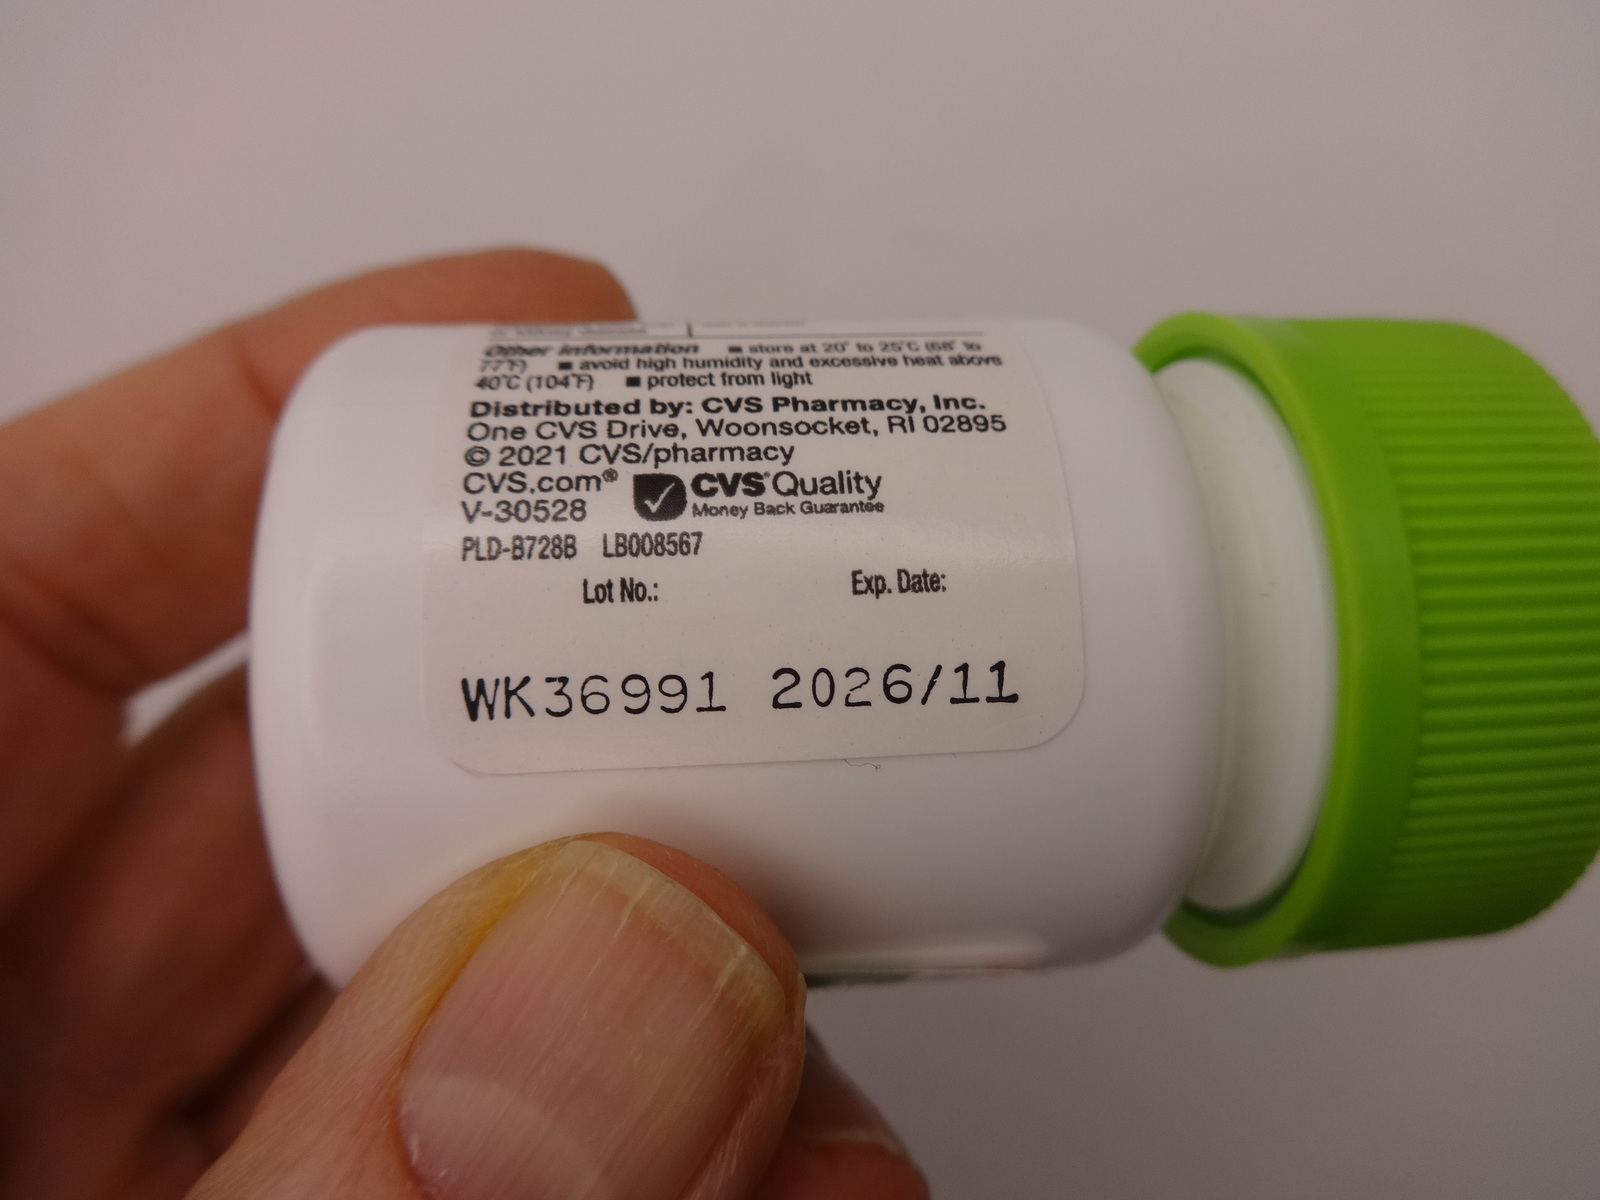 Other information ■ store at 20° to 25°C (68° to
77°F) ■ avoid high humidity and excessive heat above
40°C (104°F) ■ protect from light
Distributed by: CVS Pharmacy, Inc.
One CVS Drive, Woonsocket, RI 02895
© 2021 CVS/pharmacy
CVS.com®
CVS® Quality
Money Back Guarantee
V-30528
PLD-B728B LB008567
Lot No.: Exp. Date:
WK36991 2026/11